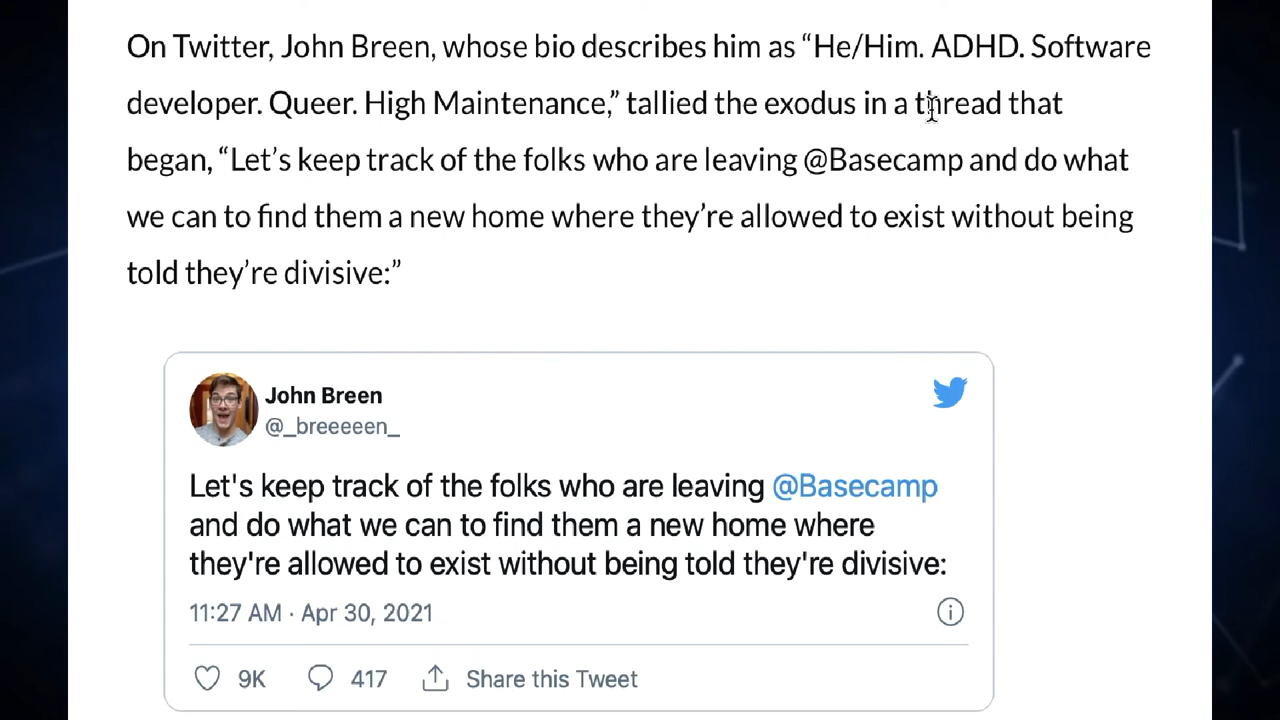 On Twitter, John Breen, whose bio describes him as “He/Him. ADHD. Software
developer. Queer. High Maintenance,” tallied the exodus in a thread that
began, “Let’s keep track of the folks who are leaving @Basecamp and do what
we can to find them a new home where they’re allowed to exist without being
told they’re divisive:”
John Breen
@_breeeeen_
Let's keep track of the folks who are leaving @Basecamp
and do what we can to find them a new home where
they're allowed to exist without being told they're divisive:
11:27 AM · Apr 30, 2021
9K 417 Share this Tweet